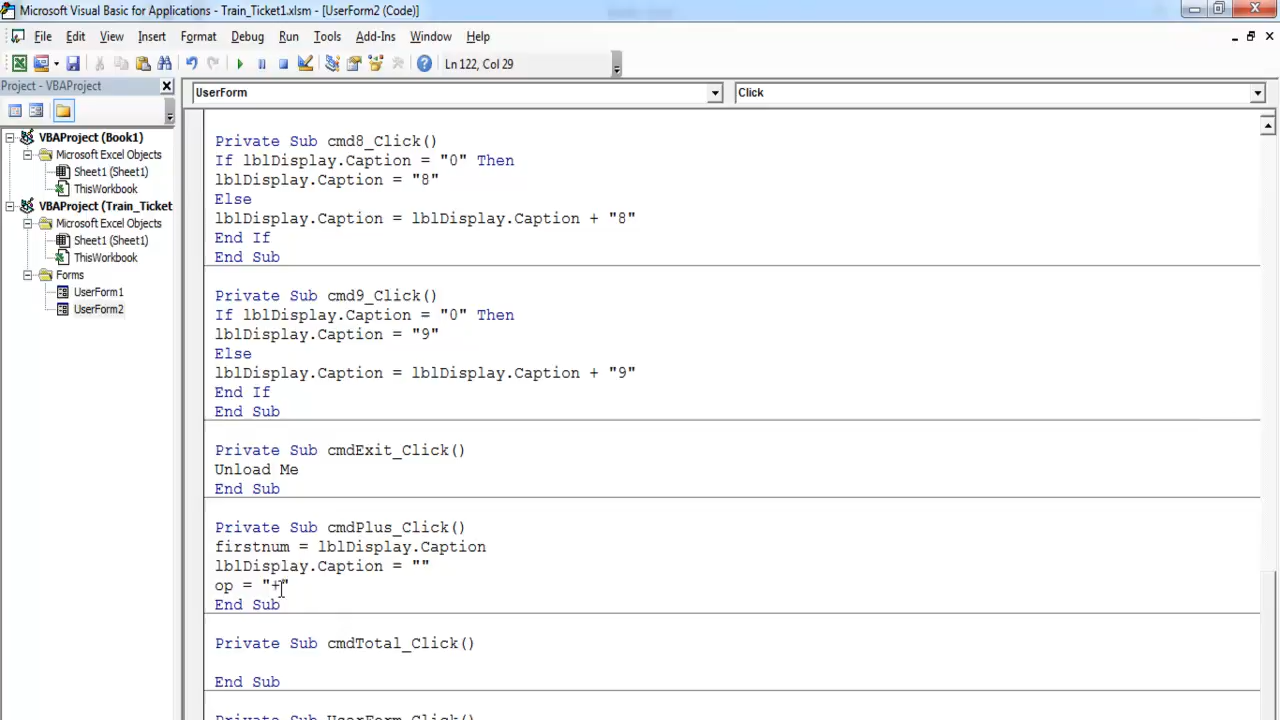 Microsoft Visual Basic for Applications - Train_Ticket1.xlsm - [UserForm2 (Code)]
File Edit View Insert Format Debug Run Tools Add-Ins Window Help
Ln 122, Col 29
Project - VBAProject
UserForm
Click
VBAProject (Book1)
Microsoft Excel Objects
Sheet1 (Sheet1)
ThisWorkbook
VBAProject (Train_Ticket
Microsoft Excel Objects
Sheet1 (Sheet1)
ThisWorkbook
Forms
UserForm1
UserForm2
Private Sub cmd8_Click()
If lblDisplay.Caption = "0" Then
lblDisplay.Caption = "8"
Else
lblDisplay.Caption = lblDisplay.Caption + "8"
End If
End Sub
Private Sub cmd9_Click()
If lblDisplay.Caption = "0" Then
lblDisplay.Caption = "9"
Else
lblDisplay.Caption = lblDisplay.Caption + "9"
End If
End Sub
Private Sub cmdExit_Click()
Unload Me
End Sub
Private Sub cmdPlus_Click()
firstnum = lblDisplay.Caption
lblDisplay.Caption = ""
op = "+"
End Sub
Private Sub cmdTotal_Click()
End Sub
Private Sub UserForm_Click()